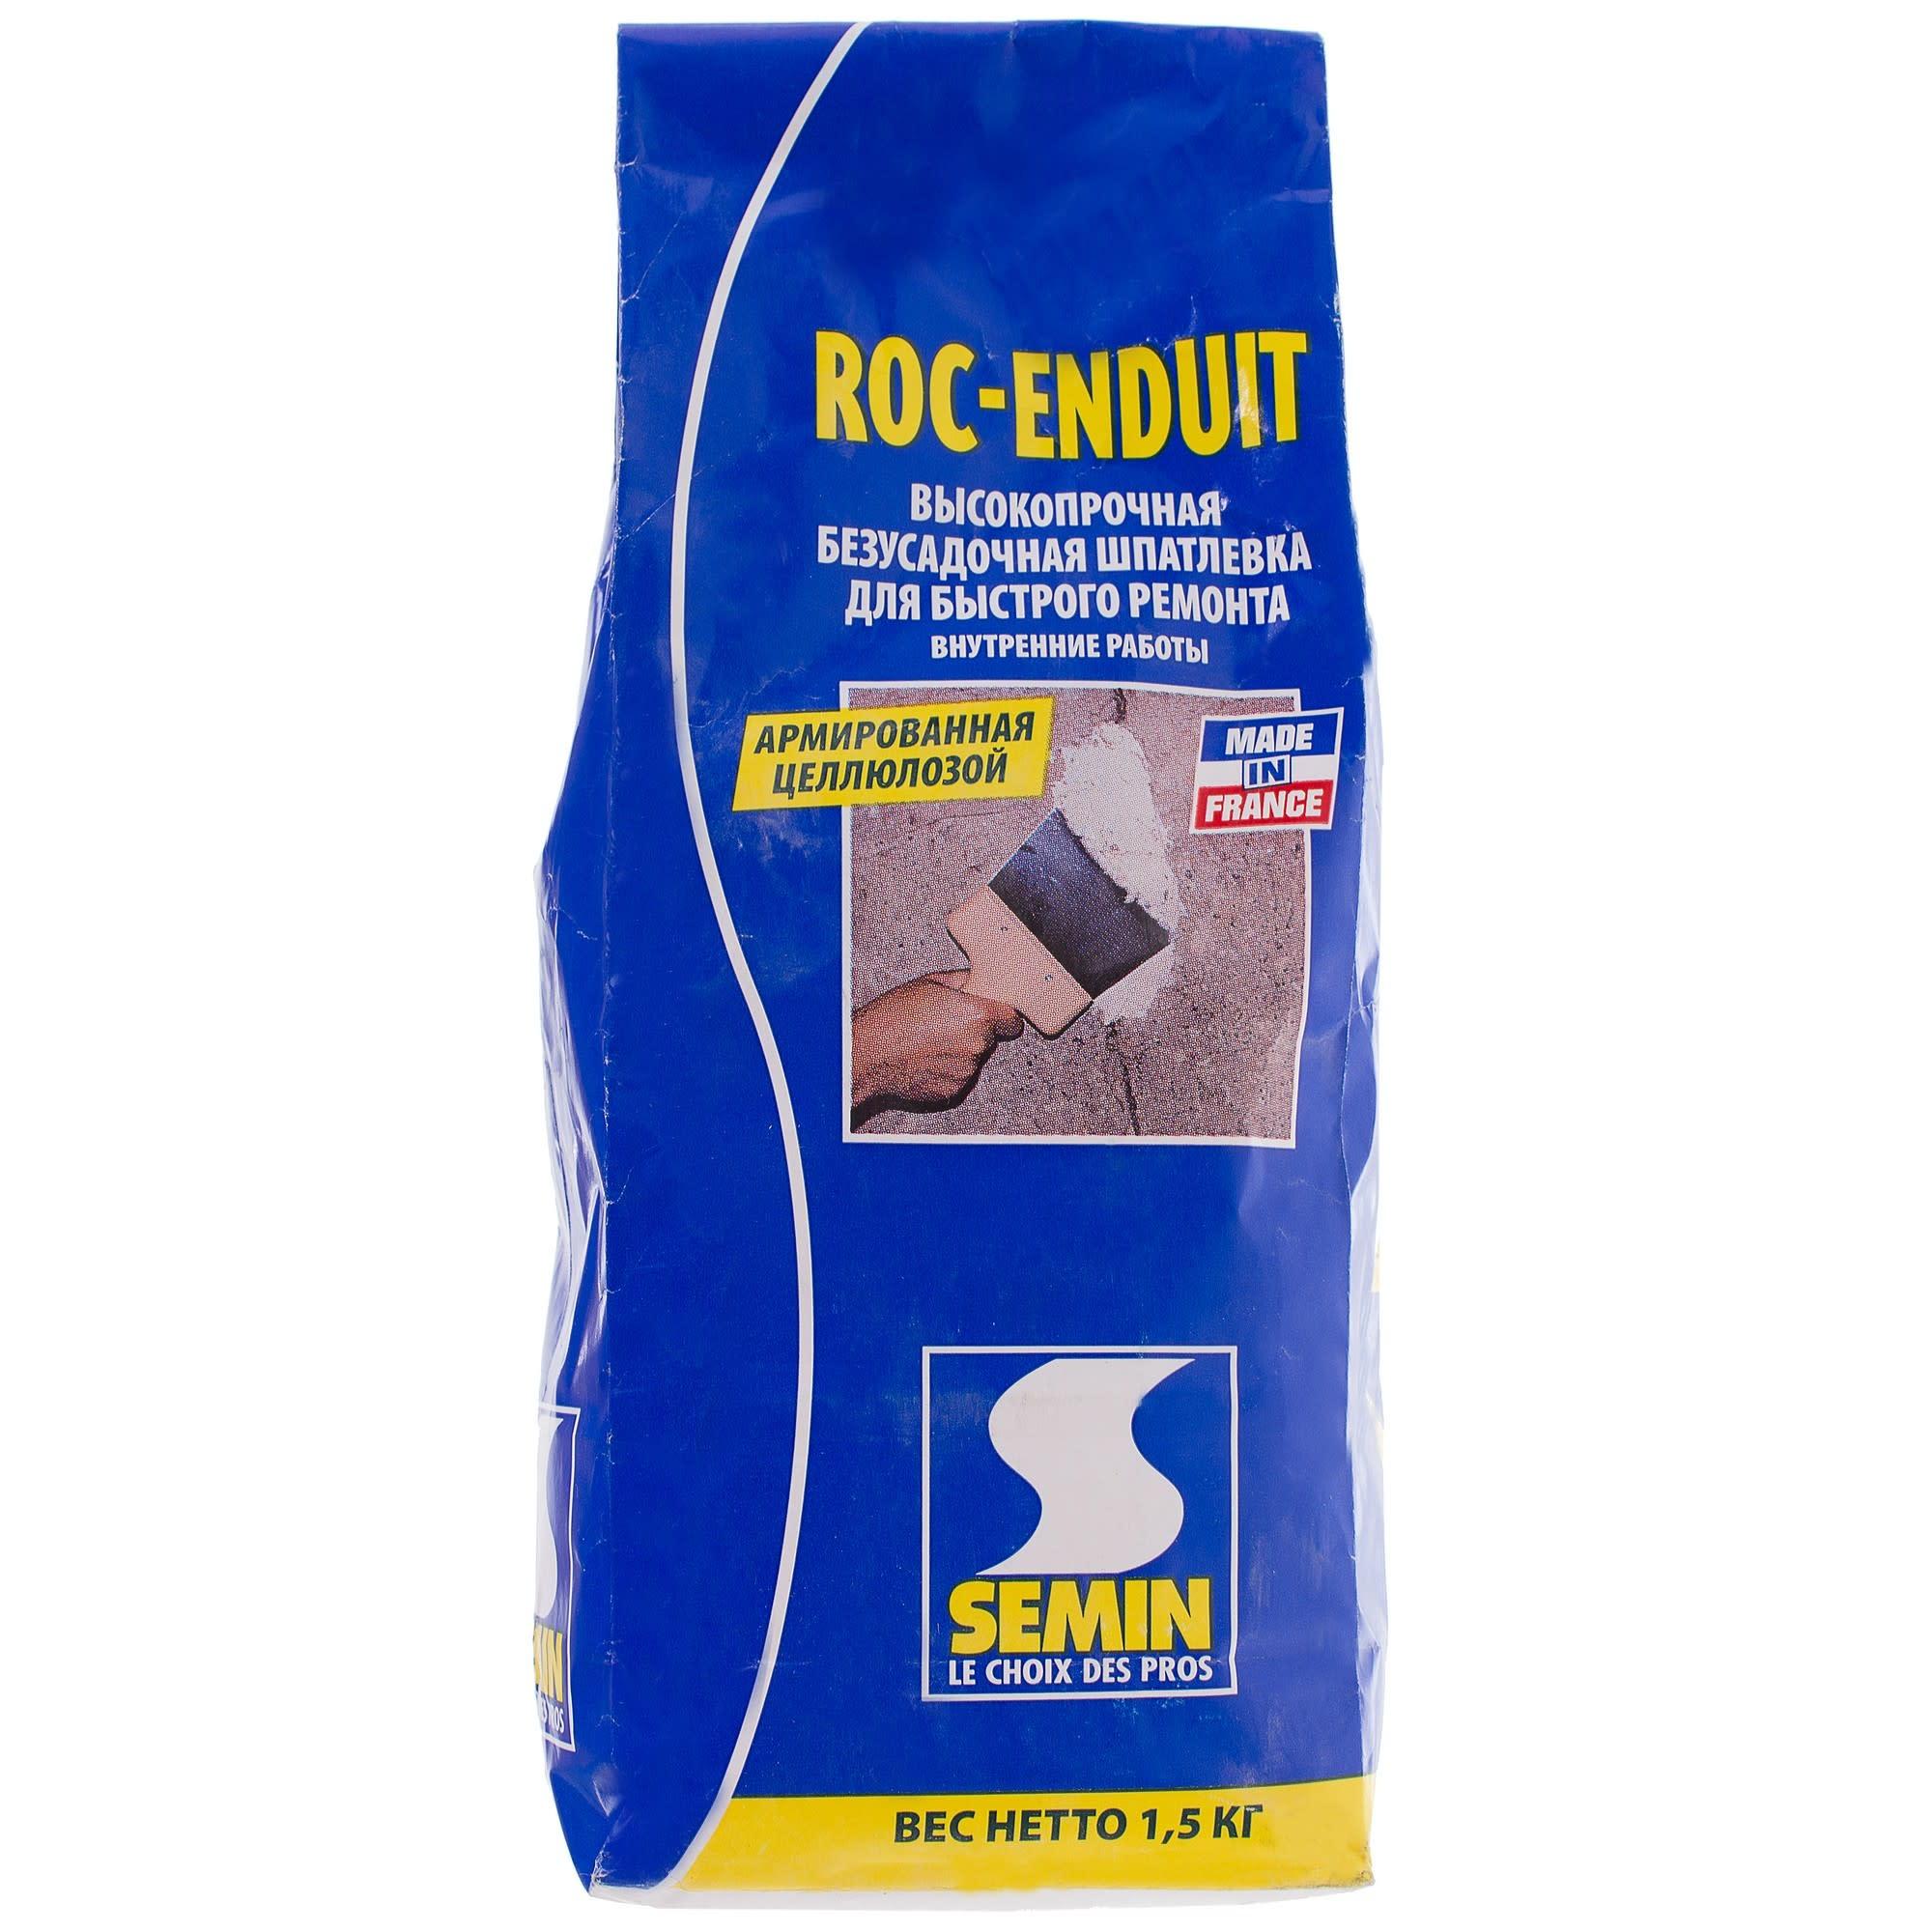 ROC-ENDUIT
ВЫСОКОПРОЧНАЯ
БЕЗУСАДОЧНАЯ ШПАТЛЕВКА
ДЛЯ БЫСТРОГО РЕМОНТА
ВНУТРЕННИЕ РАБОТЫ
АРМИРОВАННАЯ
ЦЕЛЛЮЛОЗОЙ
MADE
IN
FRANCE
SEMIN
LE CHOIX DES PROS
ВЕС НЕТТО 1,5 КГ